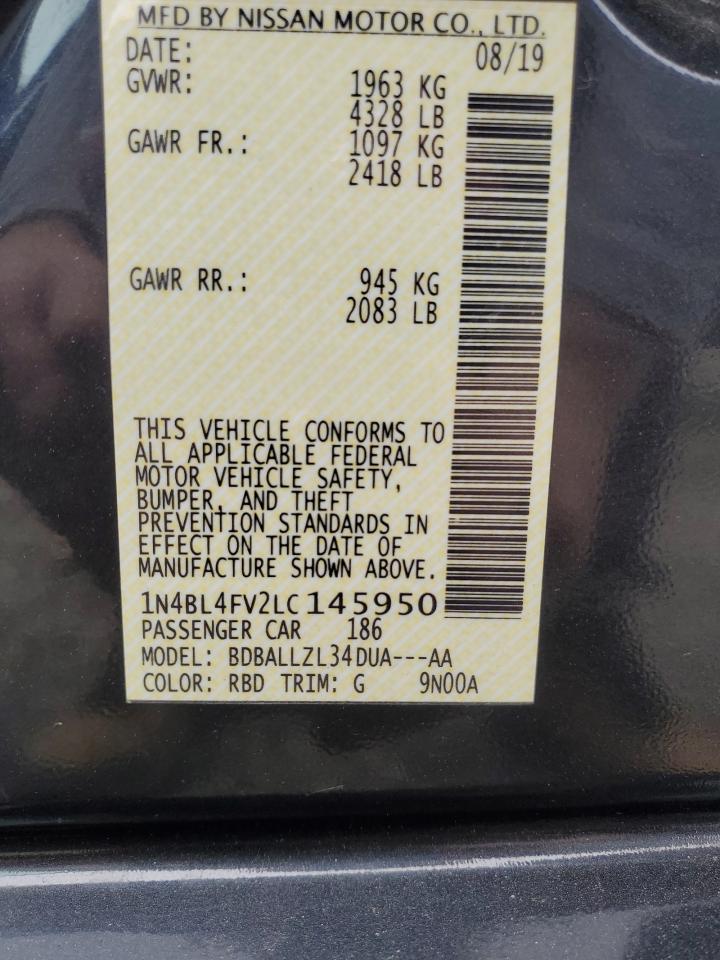 MFD BY NISSAN MOTOR CO., LTD.
DATE: 08/19
GVWR: 1963 KG
4328 LB
GAWR FR.: 1097 KG
2418 LB
GAWR RR.: 945 KG
2083 LB
THIS VEHICLE CONFORMS TO
ALL APPLICABLE FEDERAL
MOTOR VEHICLE SAFETY,
BUMPER, AND THEFT
PREVENTION STANDARDS IN
EFFECT ON THE DATE OF
MANUFACTURE SHOWN ABOVE.
1N4BL4FV2LC145950
PASSENGER CAR 186
MODEL: BDBALLZL34DUA---AA
COLOR: RBD TRIM: G 9N00A